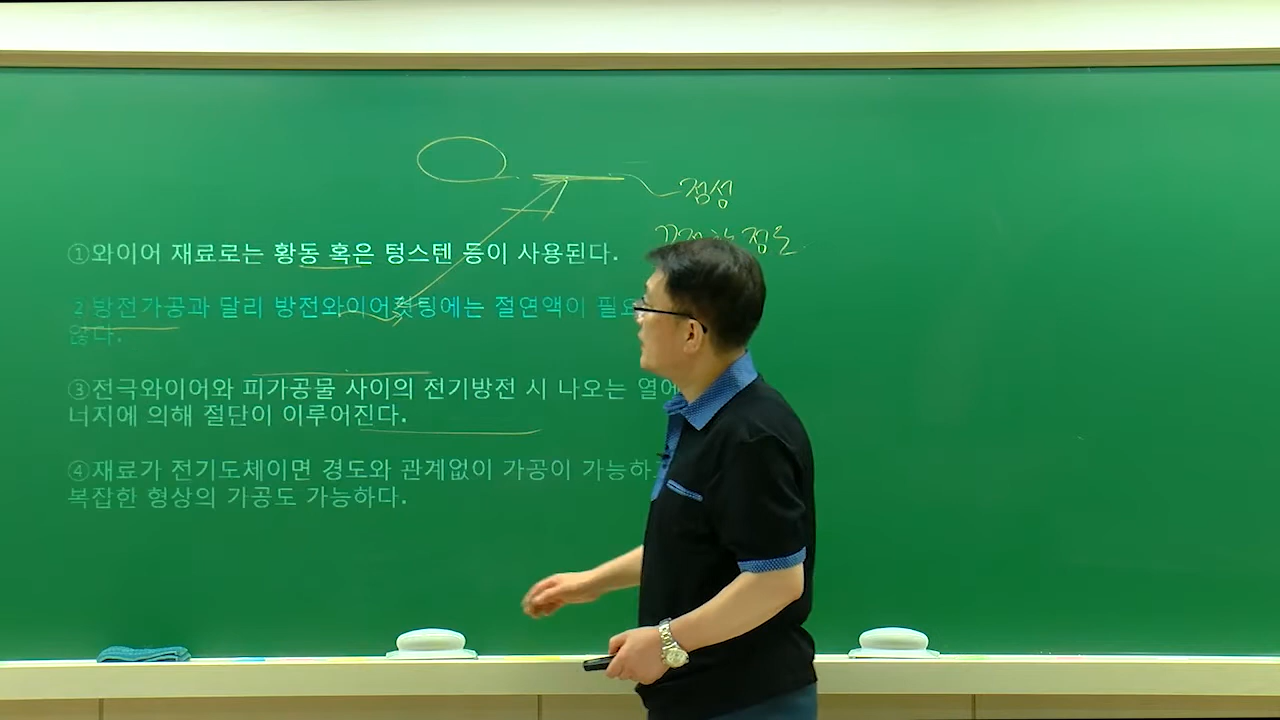 점성
점을
①와이어 재료로는 황동 혹은 텅스텐 등이 사용된다.
②방전가공과 달리 방전와이어컷팅에는 절연액이 필요
않다.
③전극와이어와 피가공물 사이의 전기방전 시 나오는 열에
너지에 의해 절단이 이루어진다.
④재료가 전기도체이면 경도와 관계없이 가공이 가능하
복잡한 형상의 가공도 가능하다.